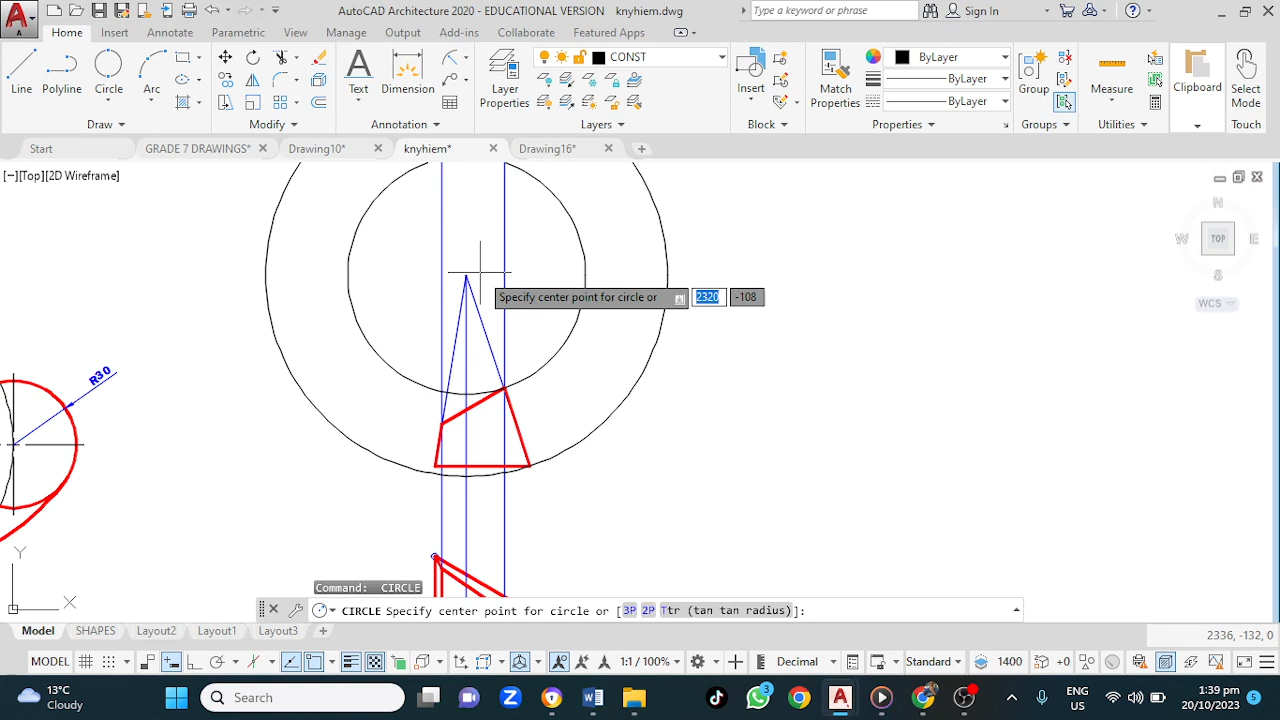 AutoCAD Architecture 2020 - EDUCATIONAL VERSION knyhiem.dwg
Type a keyword or phrase
Sign In
Home Insert Annotate Parametric View Manage Output Add-ins Collaborate Featured Apps
Line Polyline Circle Arc
Text Dimension
Layer Properties
CONST
Insert
Match Properties
ByLayer
ByLayer
ByLayer
Group
Measure
Clipboard
Select Mode
Draw Modify Annotation Layers Block Properties Groups Utilities Touch
Start GRADE 7 DRAWINGS* Drawing10* knyhiem* Drawing16*
[−][Top][2D Wireframe]
N
W TOP E
S
WCS
Specify center point for circle or 2320 -108
R30
Y
X
Command: CIRCLE
CIRCLE Specify center point for circle or [3P 2P Ttr (tan tan radius)]:
Model SHAPES Layout2 Layout1 Layout3
2336, -132, 0
MODEL 1:1 / 100% Decimal Standard 1400 +0
13°C
Cloudy
Search
3
ENG
US
1:39 pm
20/10/2023
5